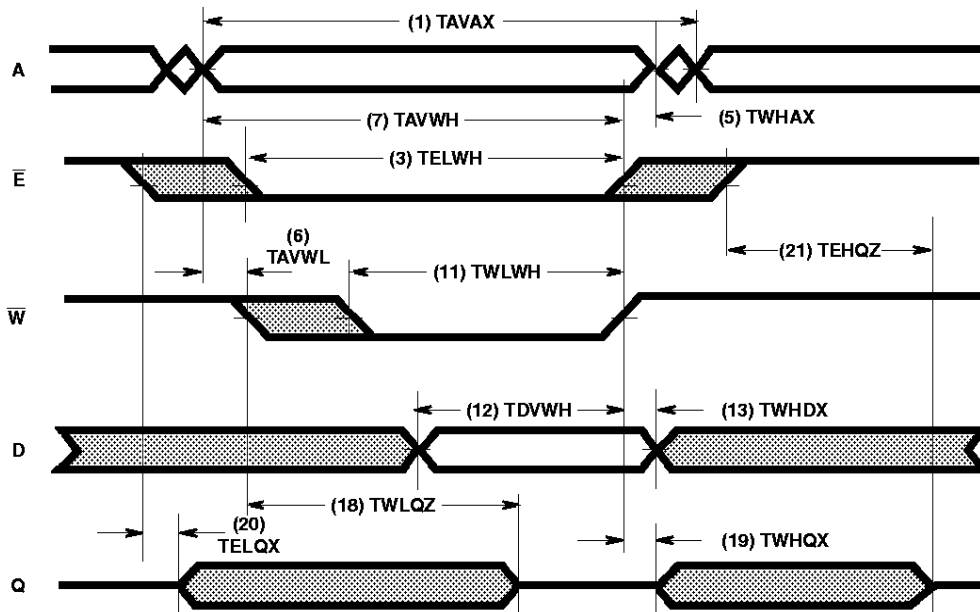 (1) TAVAX
A
(7) TAVWH
(5) TWHAX
(3) TELWH
E̅
(6)
TAVWL
(21) TEHQZ
(11) TWLWH
W̅
(12) TDVWH
(13) TWHDX
D
(18) TWLQZ
(20)
TELQX
(19) TWHQX
Q